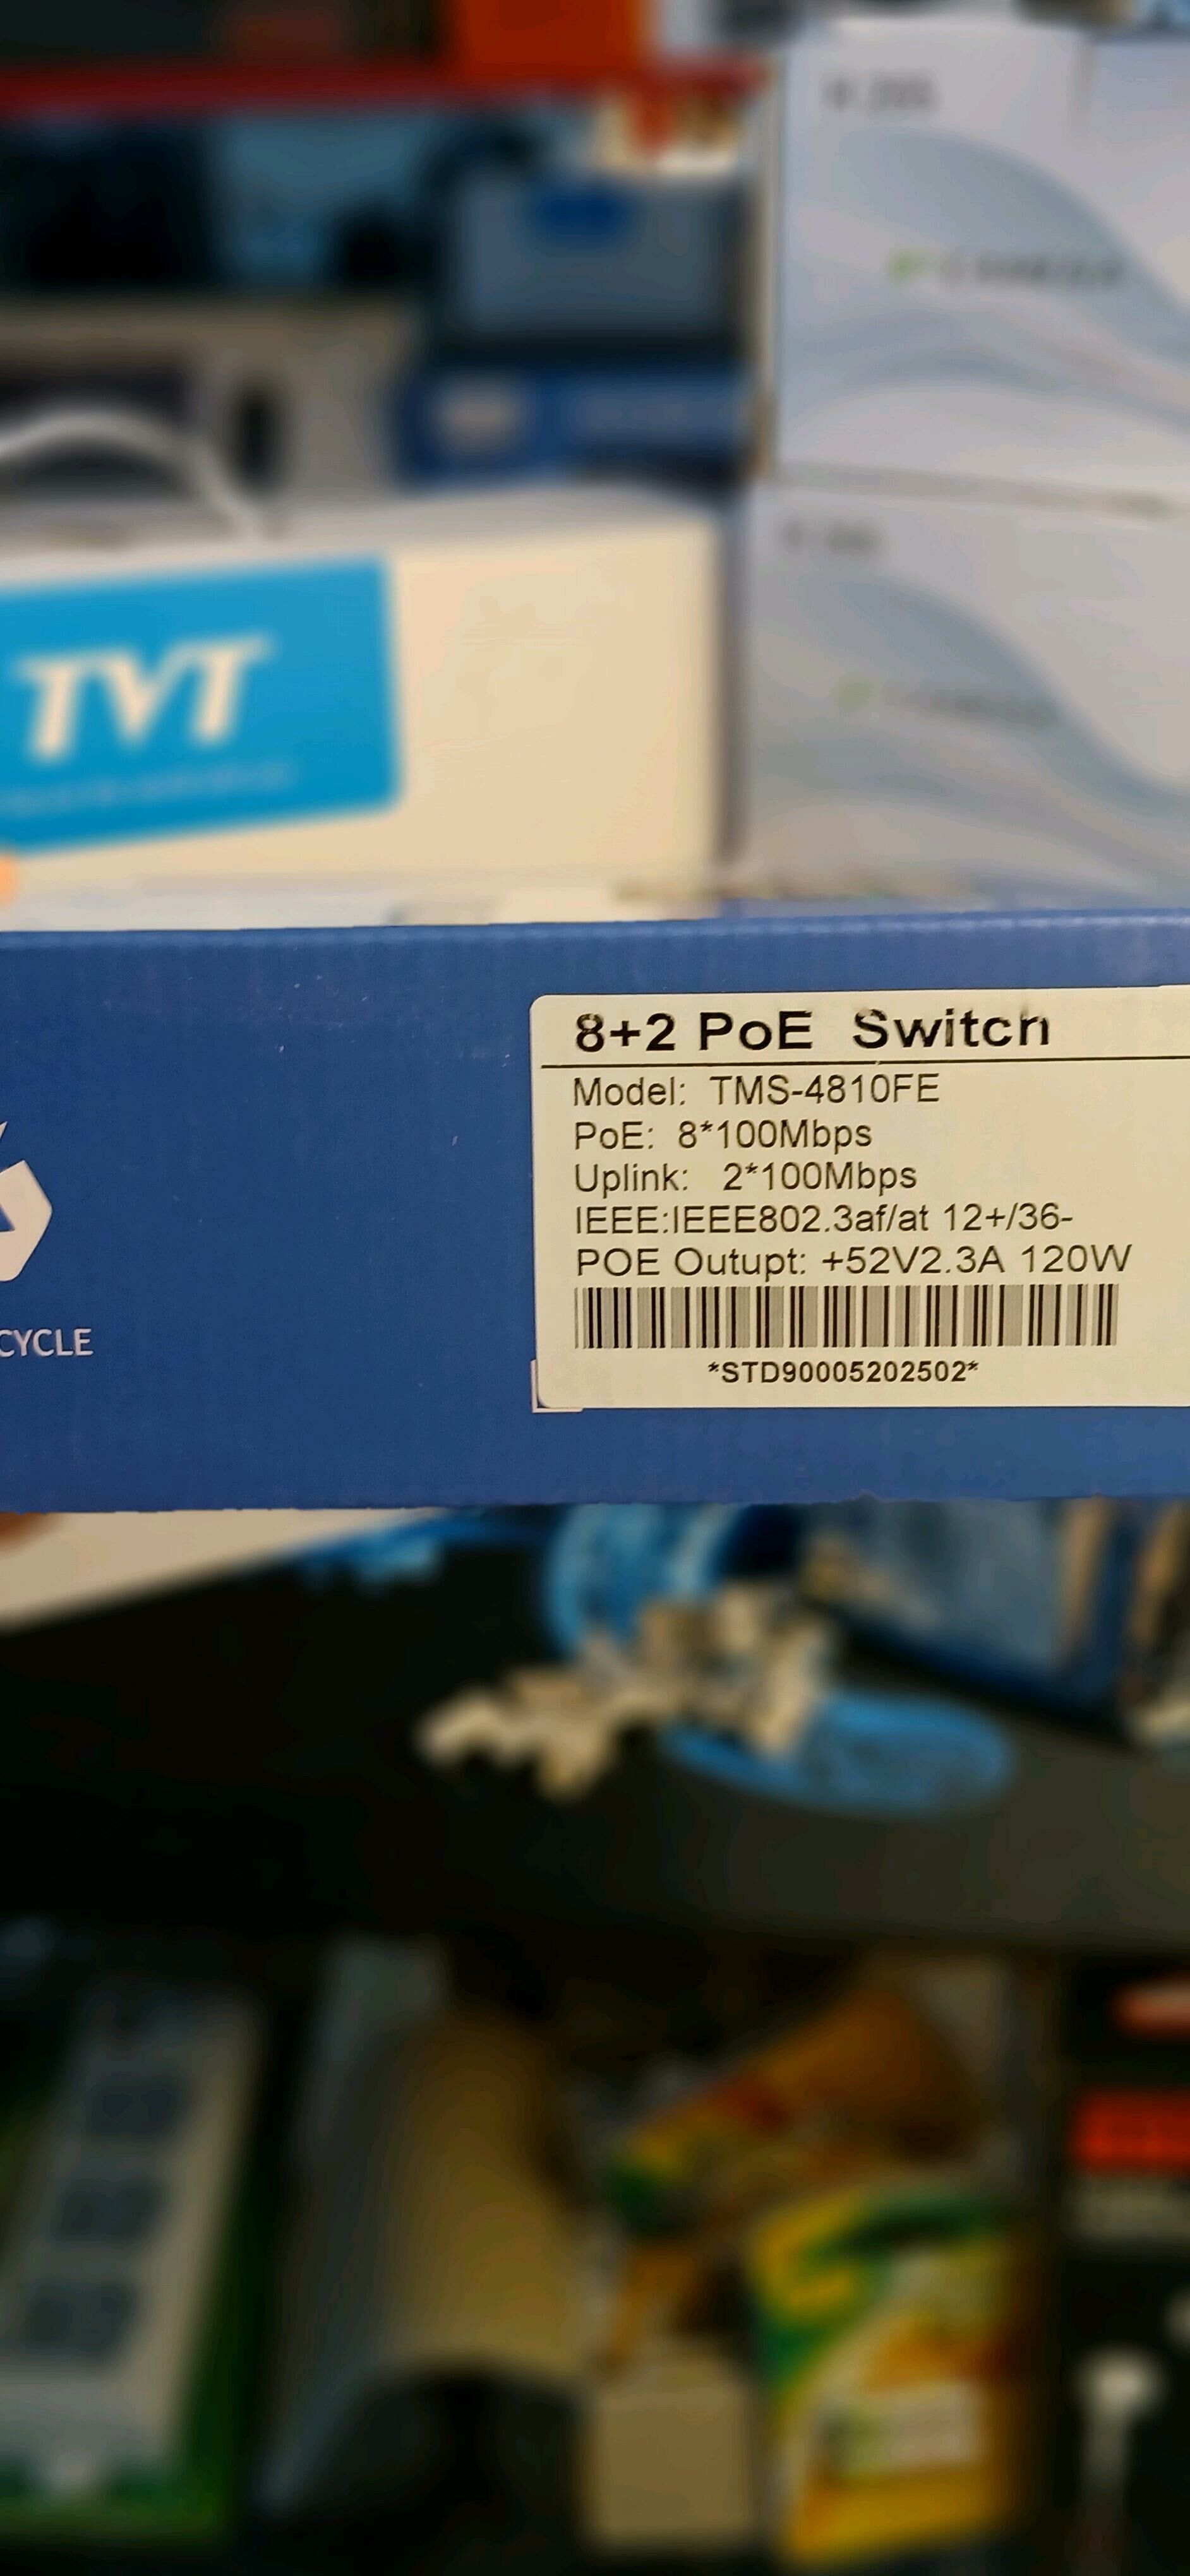 TVT
8+2 PoE Switch
Model: TMS-4810FE
PoE: 8*100Mbps
Uplink: 2*100Mbps
IEEE:IEEE802.3af/at 12+/36-
POE Outupt: +52V2.3A 120W
*STD90005202502*
CYCLE